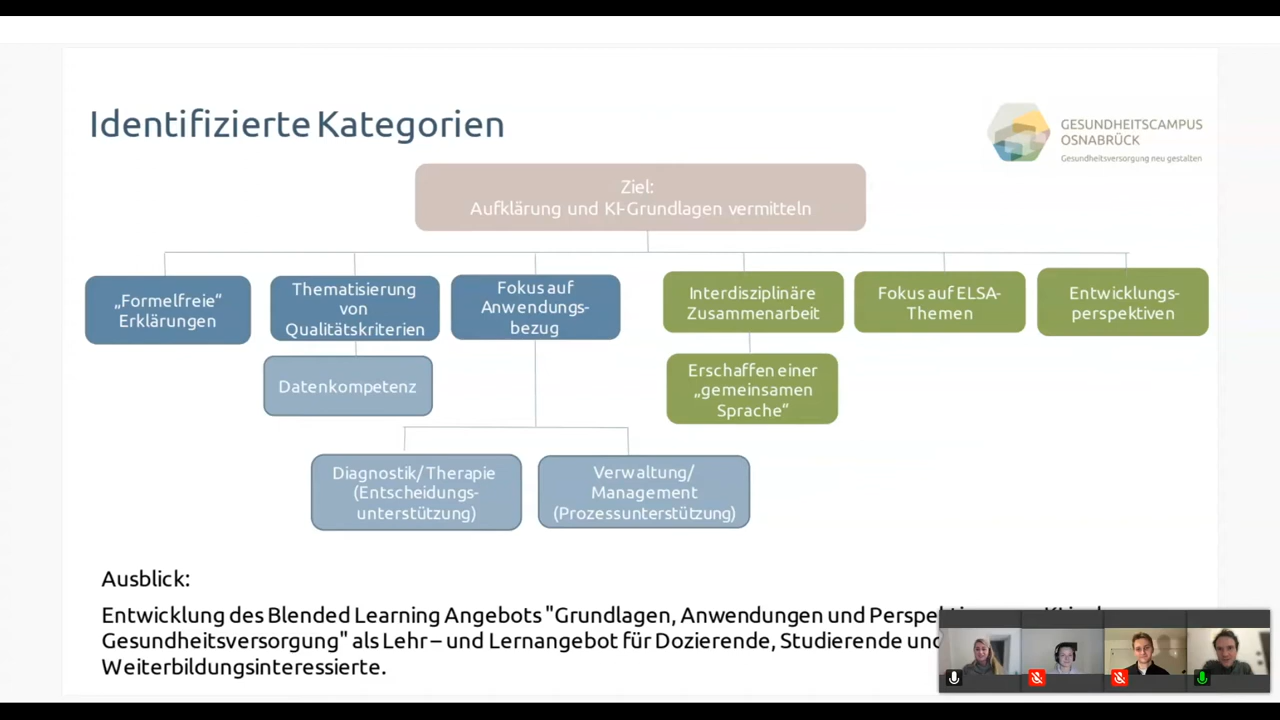 Identifizierte Kategorien
GESUNDHEITSCAMPUS
OSNABRÜCK
Gesundheitsversorgung neu gestalten
Ziel:
Aufklärung und KI-Grundlagen vermitteln
„Formelfreie“
Erklärungen
Thematisierung
von
Qualitätskriterien
Fokus auf
Anwendungs-
bezug
Interdisziplinäre
Zusammenarbeit
Fokus auf ELSA-
Themen
Entwicklungs-
perspektiven
Datenkompetenz
Erschaffen einer
„gemeinsamen
Sprache“
Diagnostik/Therapie
(Entscheidungs-
unterstützung)
Verwaltung/
Management
(Prozessunterstützung)
Ausblick:
Entwicklung des Blended Learning Angebots "Grundlagen, Anwendungen und
Gesundheitsversorgung" als Lehr – und Lernangebot für Dozierende, Studierende und
Weiterbildungsinteressierte.